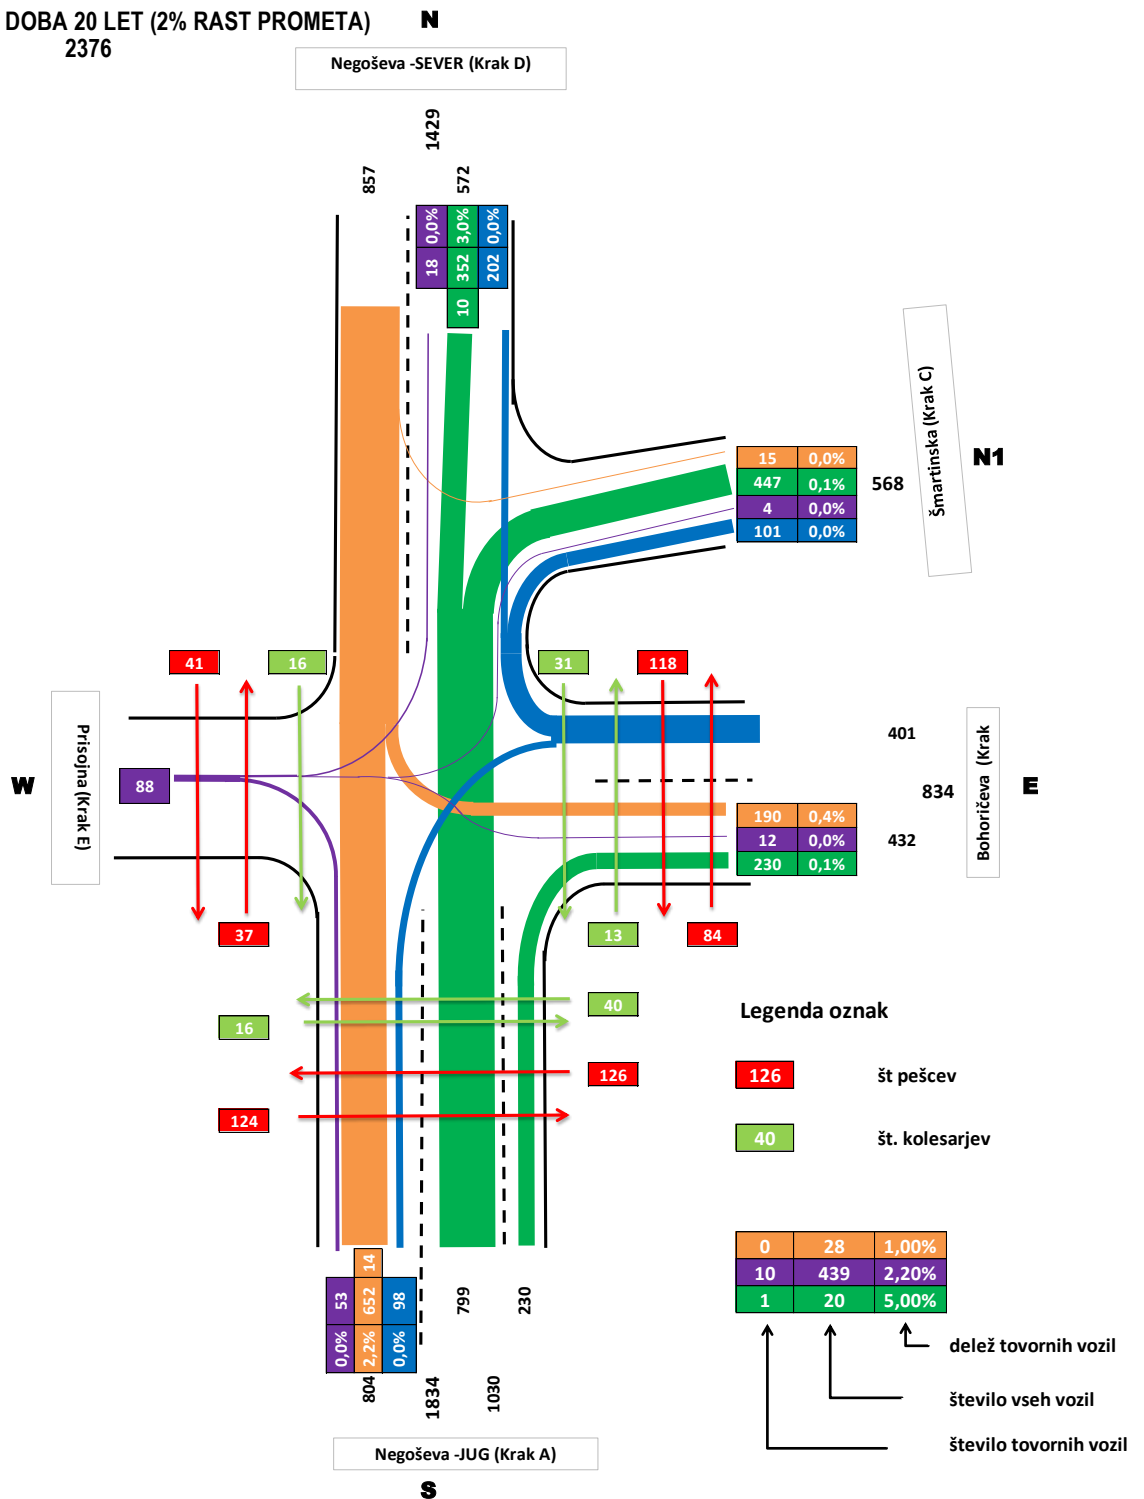 DOBA 20 LET (2% RAST PROMETA)
2376
N
Negoševa -SEVER (Krak D)
1429
857
572
0,0%
3,0%
0,0%
18
352
202
10
Šmartinska (Krak C)
N1
15 0,0%
447 0,1%
4 0,0%
101 0,0%
568
41
16
31
118
Prisojna (Krak E)
W
88
401
834
E
Bohoričeva (Krak
190 0,4%
12 0,0%
230 0,1%
432
37
13
84
16
40
126
124
Legenda oznak
126 št pešcev
40 št. kolesarjev
0 28 1,00%
10 439 2,20%
1 20 5,00%
delež tovornih vozil
število vseh vozil
število tovornih vozil
14
53
652
98
0,0%
2,2%
0,0%
799
230
804
1834
1030
Negoševa -JUG (Krak A)
S